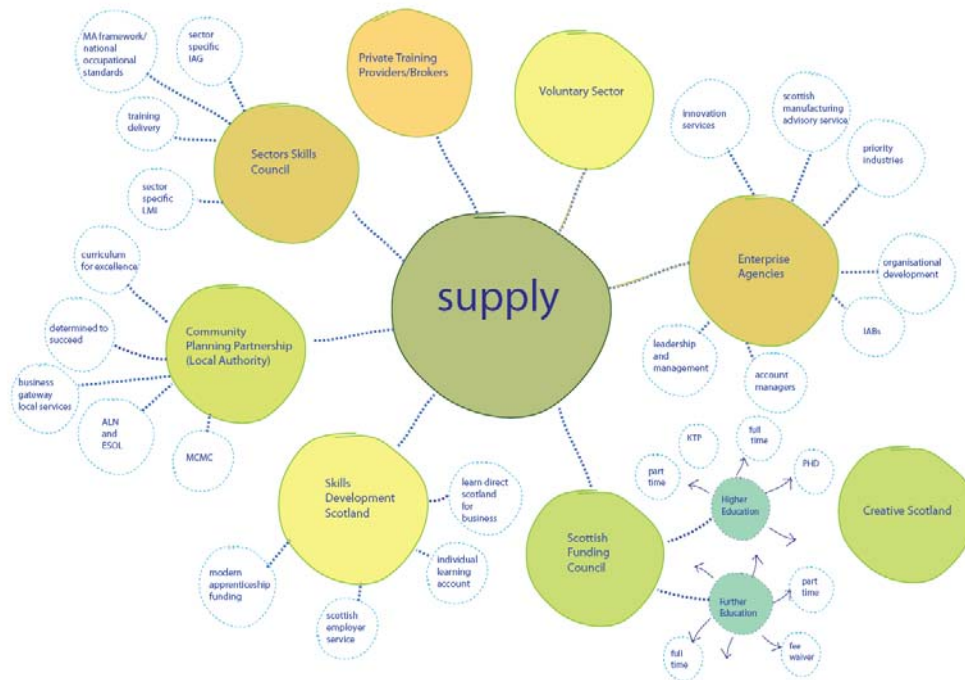 MA framework/
national
occupational
standards
sector
specific
IAG
training
delivery
sector
specific
LMI
Sectors Skills
Council
Private Training
Providers/Brokers
Voluntary Sector
innovation
services
scottish
manufacturing
advisory service
priority
industries
organisational
development
IABs
account
managers
leadership
and
management
Enterprise
Agencies
supply
curriculum
for excellence
determined to
succeed
business
gateway
local services
ALN
and
ESOL
MCMC
Community
Planning Partnership
(Local Authority)
Skills
Development
Scotland
learn direct
scotland
for
business
individual
learning
account
scottish
employer
service
modern
apprenticeship
funding
Scottish
Funding
Council
Higher
Education
part
time
KTP
full
time
PHD
Further
Education
part
time
fee
waiver
full
time
Creative Scotland